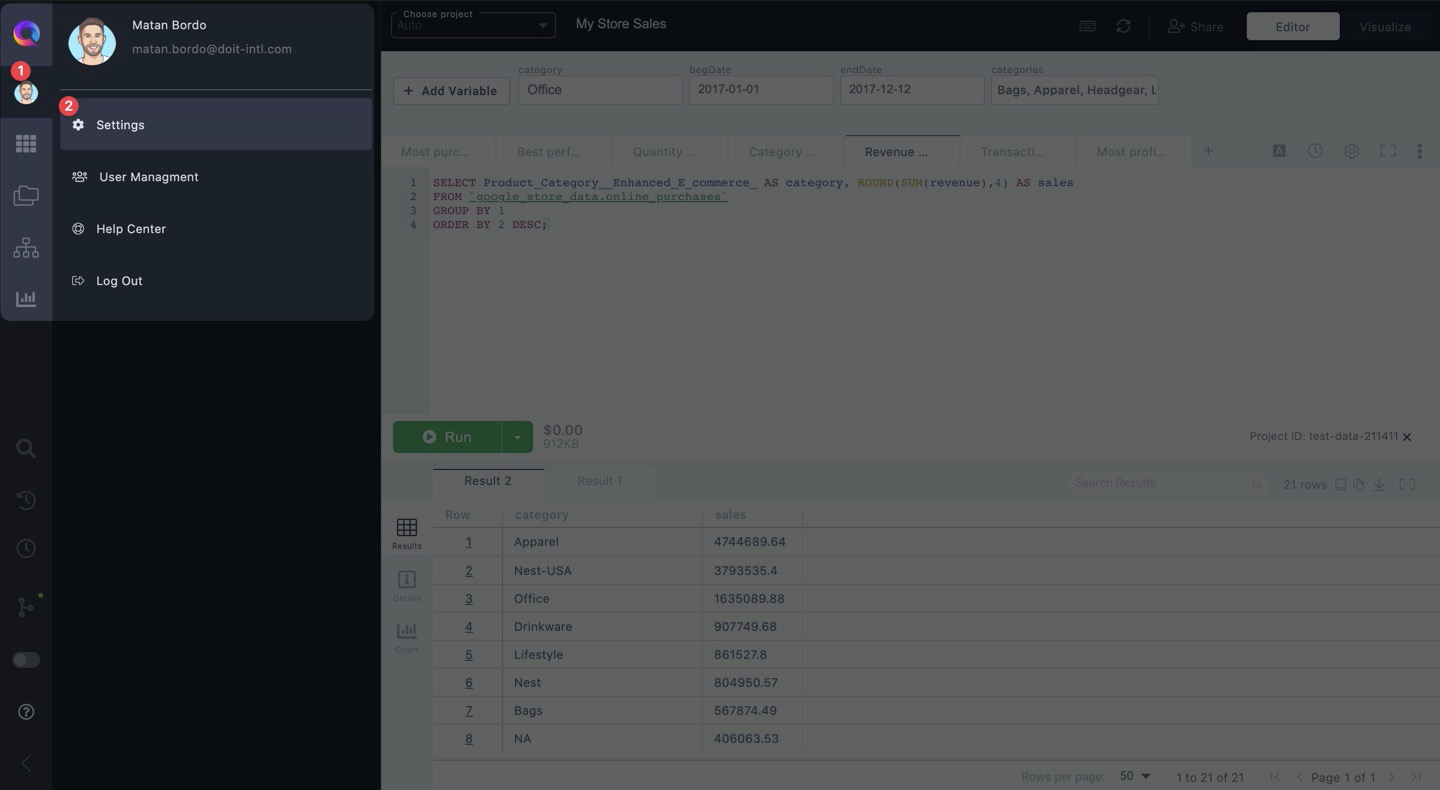 Matan Bordo
matan.bordo@doit-intl.com
1
2
Settings
User Managment
Help Center
Log Out
Choose project
Auto
My Store Sales
Share
Editor
Visualize
+ Add Variable
category
Office
begDate
2017-01-01
endDate
2017-12-12
categories
Bags, Apparel, Headgear, L
Most purc...
Best perf...
Quantity ...
Category ...
Revenue ...
Transacti...
Most profi...
+
A
1 SELECT Product_Category__Enhanced_E_commerce_ AS category, ROUND(SUM(revenue),4) AS sales
2 FROM `google_store_data.online_purchases`
3 GROUP BY 1
4 ORDER BY 2 DESC;
Run
$0.00
912KB
Project ID: test-data-211411
Result 2
Result 1
Search Results
21 rows
Results
Details
Chart
Row category sales
1 Apparel 4744689.64
2 Nest-USA 3793535.4
3 Office 1635089.88
4 Drinkware 907749.68
5 Lifestyle 861527.8
6 Nest 804950.57
7 Bags 567874.49
8 NA 406063.53
Rows per page: 50 1 to 21 of 21 Page 1 of 1